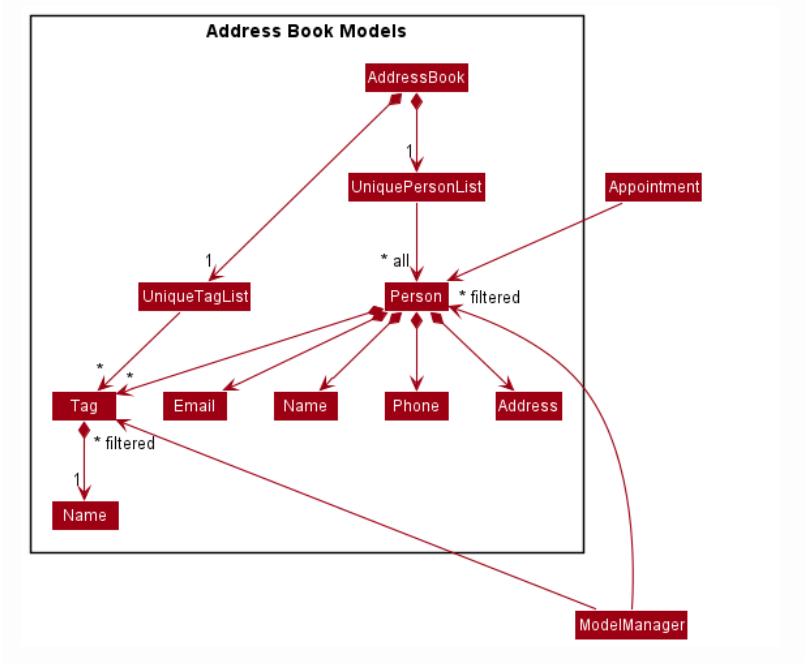 Address Book Models
AddressBook
1
UniquePersonList
Appointment
1
* all
UniqueTagList
Person
* filtered
*
*
Tag
Email
Name
Phone
Address
* filtered
1
Name
ModelManager